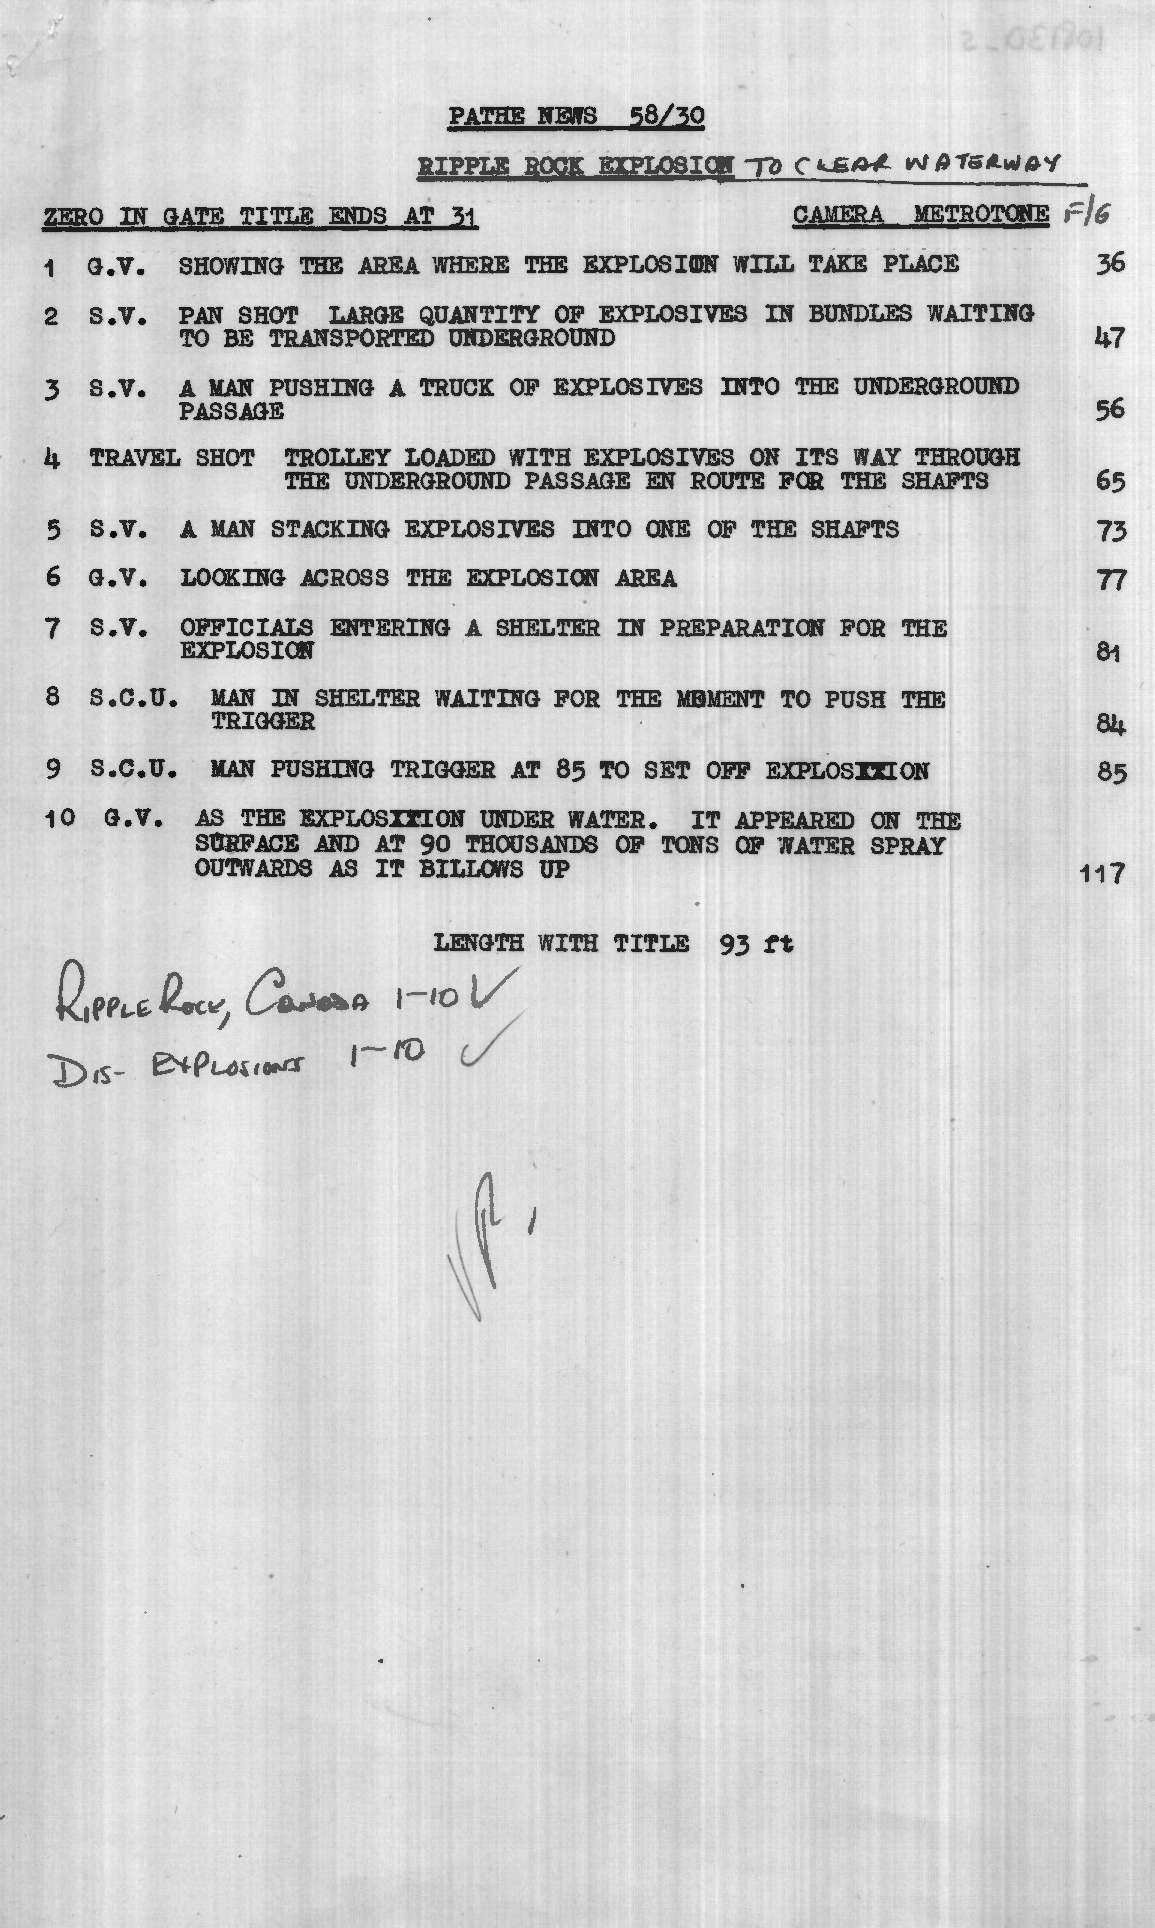 PATHE NEWS 58/30
RIPPLE ROCK EXPLOSION TO CLEAR WATERWAY
ZERO IN GATE TITLE ENDS AT 31 CAMERA METROTONE F/G
1 G.V. SHOWING THE AREA WHERE THE EXPLOSION WILL TAKE PLACE 36
2 S.V. PAN SHOT LARGE QUANTITY OF EXPLOSIVES IN BUNDLES WAITING
TO BE TRANSPORTED UNDERGROUND 47
3 S.V. A MAN PUSHING A TRUCK OF EXPLOSIVES INTO THE UNDERGROUND
PASSAGE 56
4 TRAVEL SHOT TROLLEY LOADED WITH EXPLOSIVES ON ITS WAY THROUGH
THE UNDERGROUND PASSAGE EN ROUTE FOR THE SHAFTS 65
5 S.V. A MAN STACKING EXPLOSIVES INTO ONE OF THE SHAFTS 73
6 G.V. LOOKING ACROSS THE EXPLOSION AREA 77
7 S.V. OFFICIALS ENTERING A SHELTER IN PREPARATION FOR THE
EXPLOSION 81
8 S.C.U. MAN IN SHELTER WAITING FOR THE MOMENT TO PUSH THE
TRIGGER 84
9 S.C.U. MAN PUSHING TRIGGER AT 85 TO SET OFF EXPLOSXXION 85
10 G.V. AS THE EXPLOSXXION UNDER WATER. IT APPEARED ON THE
SURFACE AND AT 90 THOUSANDS OF TONS OF WATER SPRAY
OUTWARDS AS IT BILLOWS UP 117
LENGTH WITH TITLE 93 ft
RIPPLE ROCK, CANADA 1-10 ✓
DIS- EXPLOSIONS 1-10 ✓